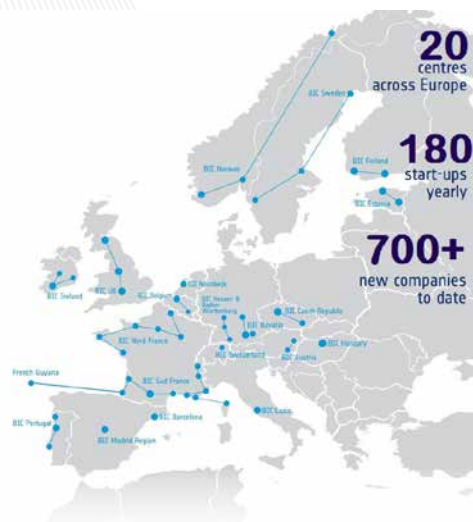 20
centres
across Europe
BIC Sweden
BIC Norway
BIC Finland
180
start-ups
yearly
BIC Estonia
700+
new companies
to date
BIC Ireland
BIC UK
BIC Noordwijk
BIC Belgium
BIC Hessen & Baden-
Württemberg
BIC Czech Republic
BIC Bavaria
BIC Nord France
BIC Switzerland
BIC Austria
BIC Hungary
French Guyana
BIC Sud France
BIC Portugal
BIC Barcelona
BIC Lazio
BIC Madrid Region